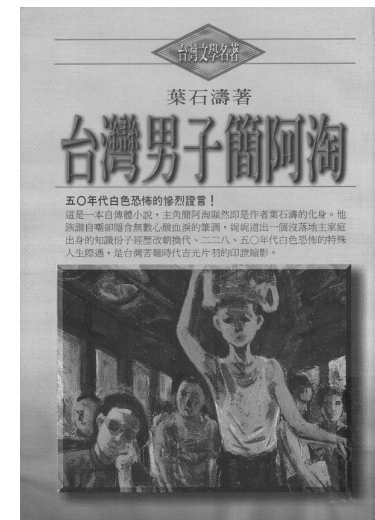 台灣文學名著
葉石濤著
台灣男子簡阿淘
五〇年代白色恐怖的慘烈證言！
這是一本自傳體小說，主角簡阿淘顯然即是作者葉石濤的化身。他
詼諧自嘲卻隱含無數心酸血淚的筆調，娓娓道出一個沒落地主家庭
出身的知識份子經歷改朝換代、二二八、五〇年代白色恐怖的特殊
人生際遇，是台灣苦難時代吉光片羽的印證縮影。